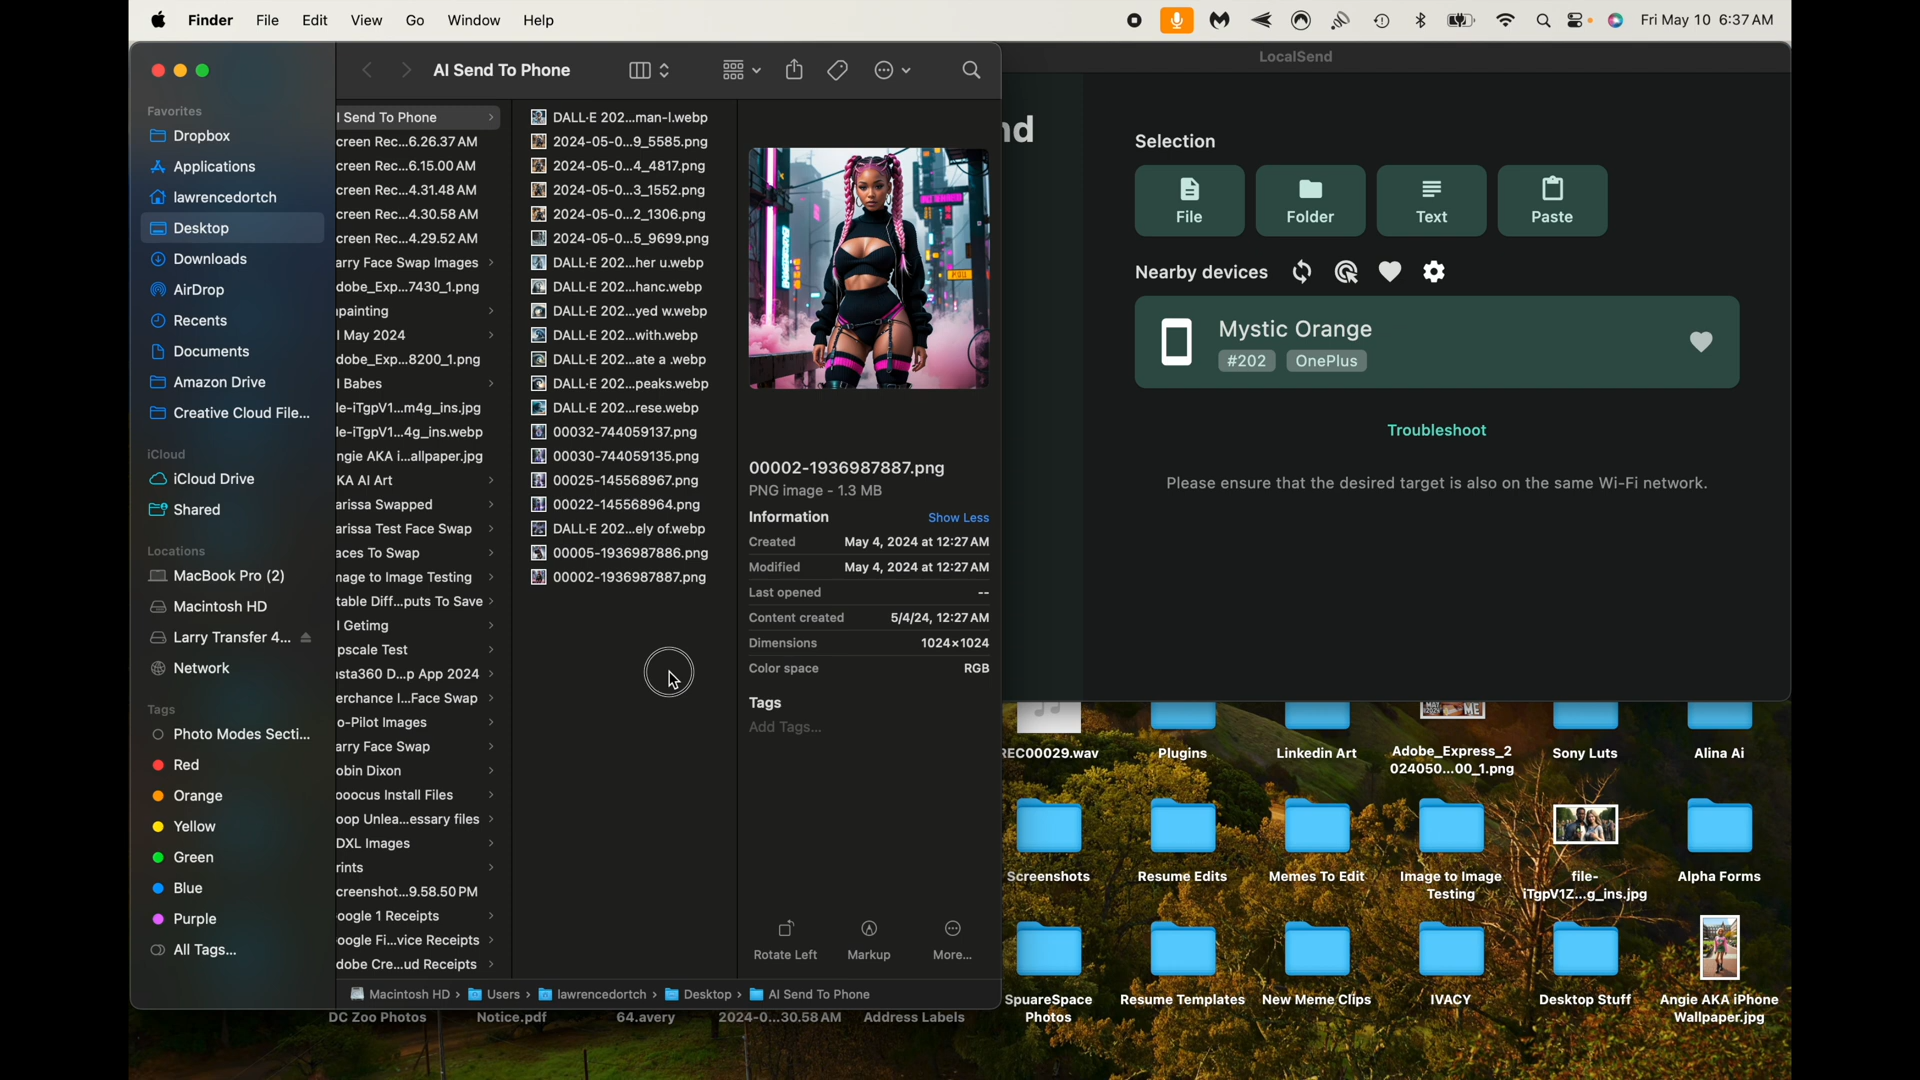 Finder File Edit View Go Window Help Fri May 10 6:37 AM
AI Send To Phone
Favorites
Dropbox
Applications
lawrencedortch
Desktop
Downloads
AirDrop
Recents
Documents
Amazon Drive
Creative Cloud File...
iCloud
iCloud Drive
Shared
Locations
MacBook Pro (2)
Macintosh HD
Larry Transfer 4...
Network
Tags
Photo Modes Secti...
Red
Orange
Yellow
Green
Blue
Purple
All Tags...
I Send To Phone
creen Rec...6.26.37 AM
creen Rec...6.15.00 AM
creen Rec...4.31.48 AM
creen Rec...4.30.58 AM
creen Rec...4.29.52 AM
arry Face Swap Images
dobe_Exp...7430_1.png
npainting
I May 2024
dobe_Exp...8200_1.png
I Babes
le-iTgpV1...m4g_ins.jpg
le-iTgpV1...4g_ins.webp
ngie AKA i...allpaper.jpg
KA AI Art
arissa Swapped
arissa Test Face Swap
aces To Swap
mage to Image Testing
table Diff...puts To Save
I Getimg
pscale Test
nsta360 D...p App 2024
erchance I...Face Swap
o-Pilot Images
arry Face Swap
obin Dixon
ooocus Install Files
oop Unlea...essary files
DXL Images
rints
creenshot...9.58.50 PM
oogle 1 Receipts
oogle Fi...vice Receipts
dobe Cre...ud Receipts
DALL·E 202...man-l.webp
2024-05-0...9_5585.png
2024-05-0...4_4817.png
2024-05-0...3_1552.png
2024-05-0...2_1306.png
2024-05-0...5_9699.png
DALL·E 202...her u.webp
DALL·E 202...hanc.webp
DALL·E 202...yed w.webp
DALL·E 202...with.webp
DALL·E 202...ate a .webp
DALL·E 202...peaks.webp
DALL·E 202...rese.webp
00032-744059137.png
00030-744059135.png
00025-145568967.png
00022-145568964.png
DALL·E 202...ely of.webp
00005-1936987886.png
00002-1936987887.png
00002-1936987887.png
PNG image - 1.3 MB
Information Show Less
Created May 4, 2024 at 12:27 AM
Modified May 4, 2024 at 12:27 AM
Last opened --
Content created 5/4/24, 12:27 AM
Dimensions 1024×1024
Color space RGB
Tags
Add Tags...
Rotate Left Markup More...
Macintosh HD › Users › lawrencedortch › Desktop › AI Send To Phone
LocalSend
nd
Selection
File Folder Text Paste
Nearby devices
Mystic Orange
#202 OnePlus
Troubleshoot
Please ensure that the desired target is also on the same Wi-Fi network.
REC00029.wav
Plugins
Linkedin Art
Adobe_Express_2
024050...00_1.png
Sony Luts
Alina Ai
Screenshots
Resume Edits
Memes To Edit
Image to Image
Testing
file-
iTgpV1Z...g_ins.jpg
Alpha Forms
SpuareSpace
Photos
Resume Templates
New Meme Clips
IVACY
Desktop Stuff
Angie AKA iPhone
Wallpaper.jpg
DC Zoo Photos
Notice.pdf
64.avery
2024-0...30.58 AM
Address Labels